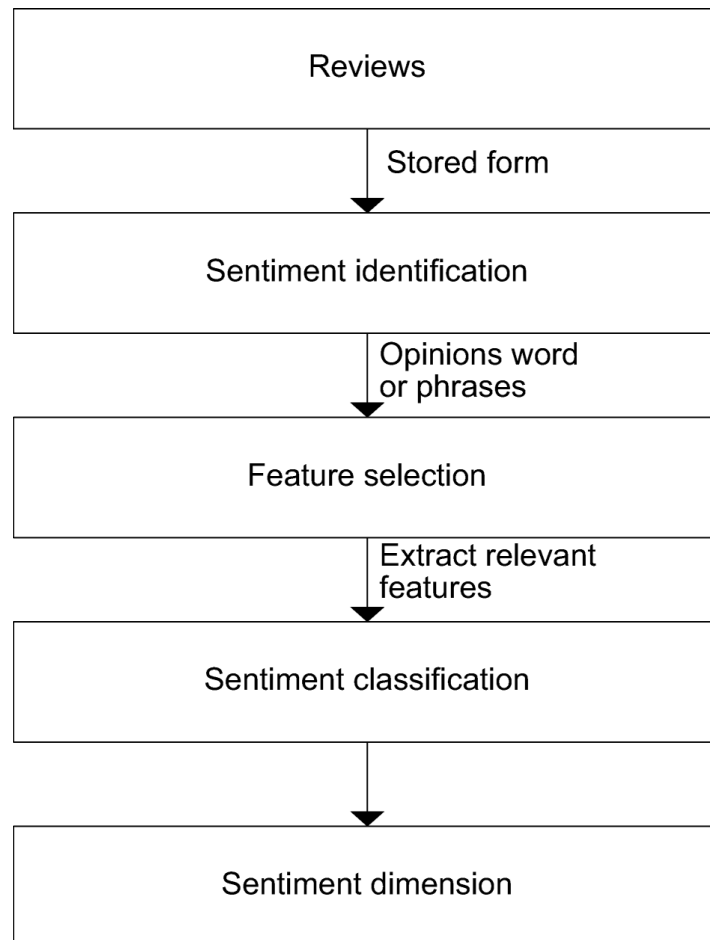 Reviews
Stored form
Sentiment identification
Opinions word
or phrases
Feature selection
Extract relevant
features
Sentiment classification
Sentiment dimension